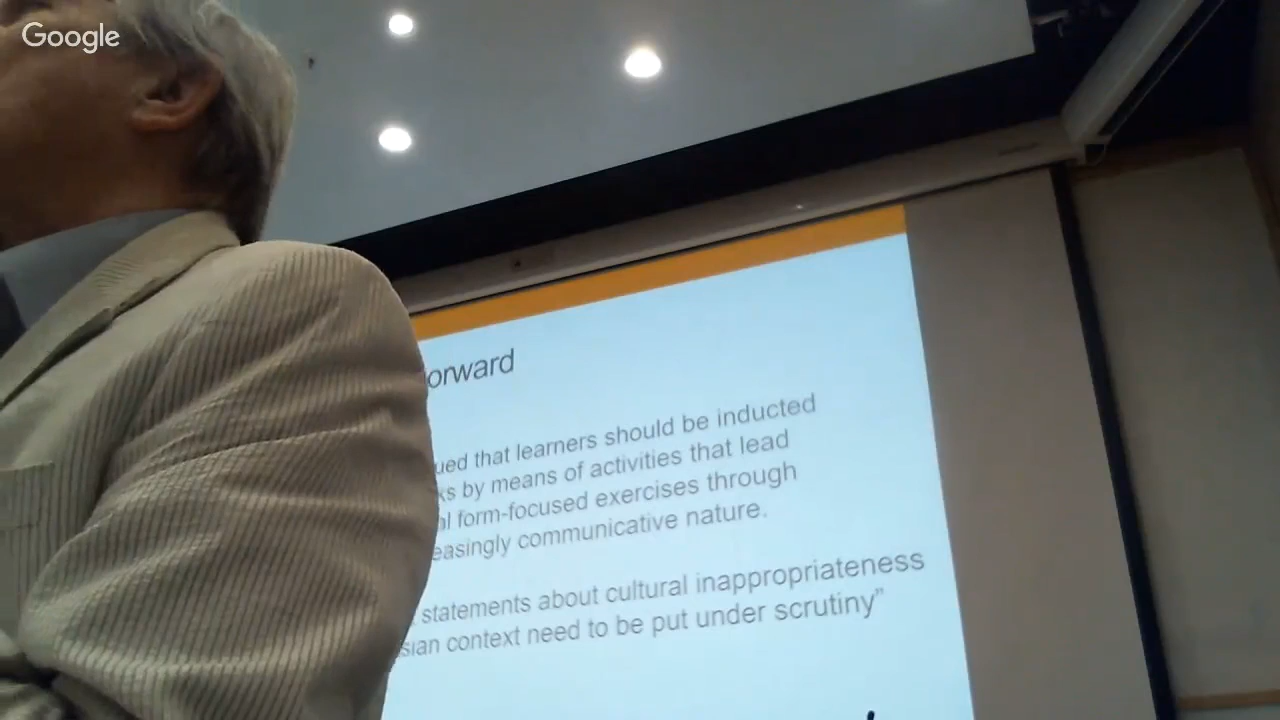 Google
orward
ued that learners should be inducted
ks by means of activities that lead
al form-focused exercises through
easingly communicative nature.
statements about cultural inappropriateness
sian context need to be put under scrutiny”